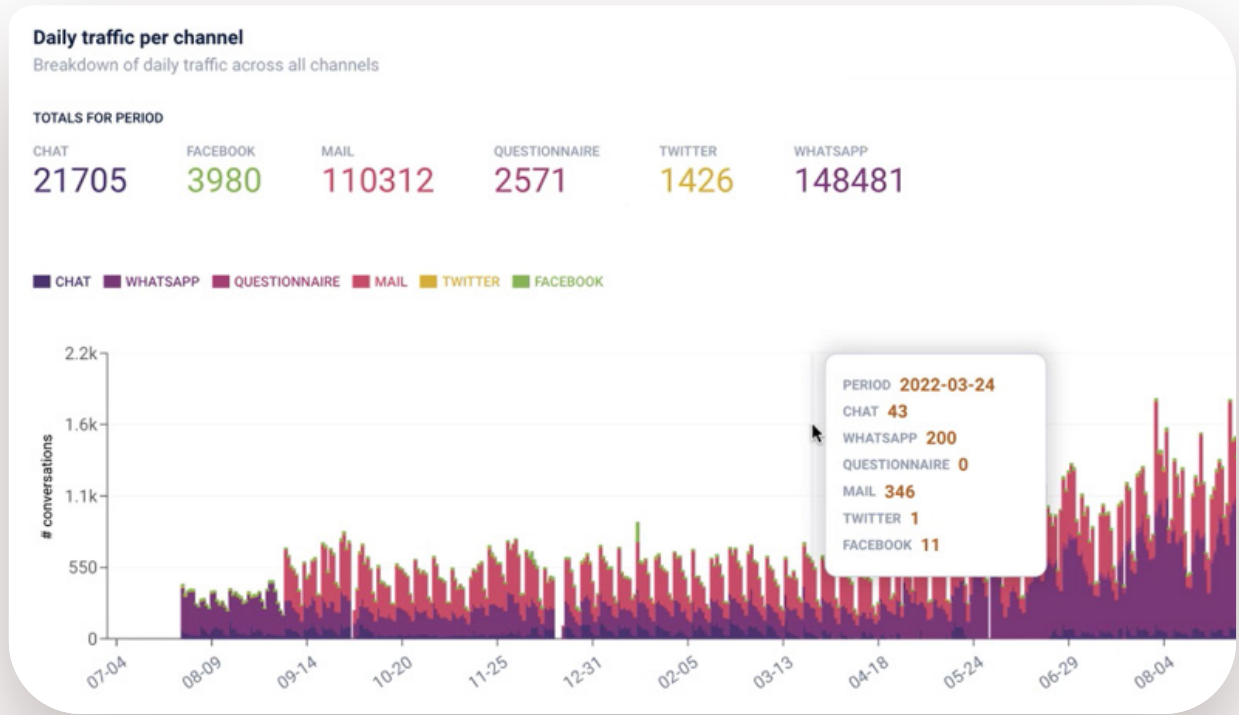 Daily traffic per channel
Breakdown of daily traffic across all channels
TOTALS FOR PERIOD
CHAT FACEBOOK MAIL QUESTIONNAIRE TWITTER WHATSAPP
21705 3980 110312 2571 1426 148481
CHAT WHATSAPP QUESTIONNAIRE MAIL TWITTER FACEBOOK
# conversations
2.2k
1.6k
1.1k
550
0
PERIOD 2022-03-24
CHAT 43
WHATSAPP 200
QUESTIONNAIRE 0
MAIL 346
TWITTER 1
FACEBOOK 11
07-04 08-09 09-14 10-20 11-25 12-31 02-05 03-13 04-18 05-24 06-29 08-04